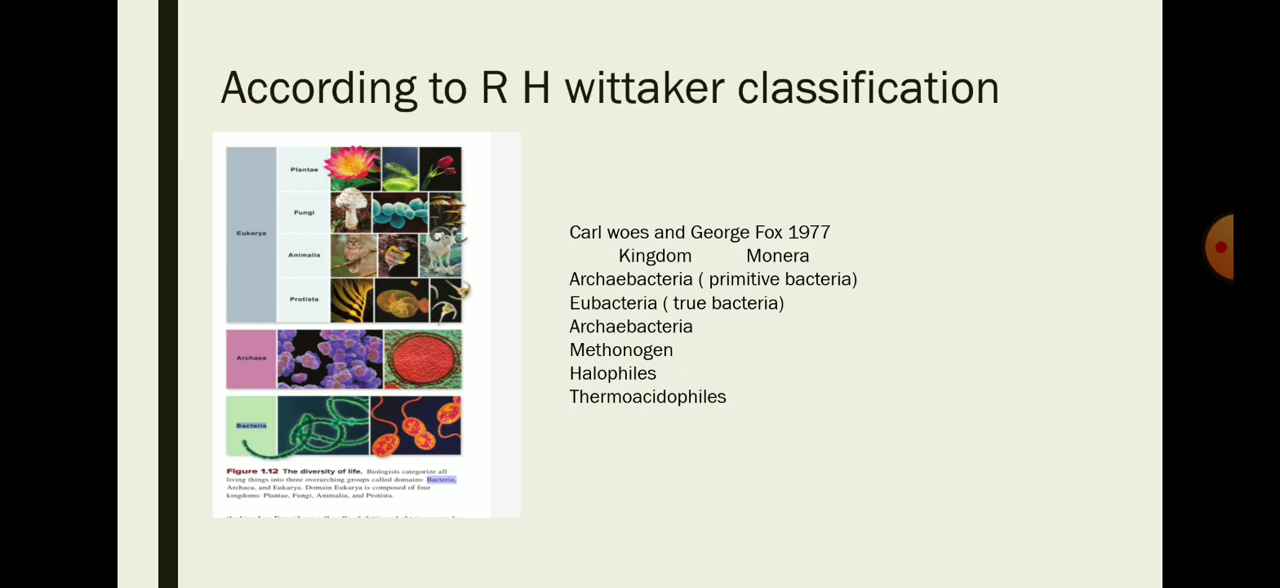 According to R H wittaker classification
Plantae
Fungi
Eukarya
Animalia
Protista
Archaea
Bacteria
Figure 1.12 The diversity of life. Biologists categorize all
living things into three overarching groups called domains: Bacteria,
Archaea, and Eukarya. Domain Eukarya is composed of four
kingdoms: Plantae, Fungi, Animalia, and Protista.
Carl woes and George Fox 1977
Kingdom Monera
Archaebacteria ( primitive bacteria)
Eubacteria ( true bacteria)
Archaebacteria
Methonogen
Halophiles
Thermoacidophiles